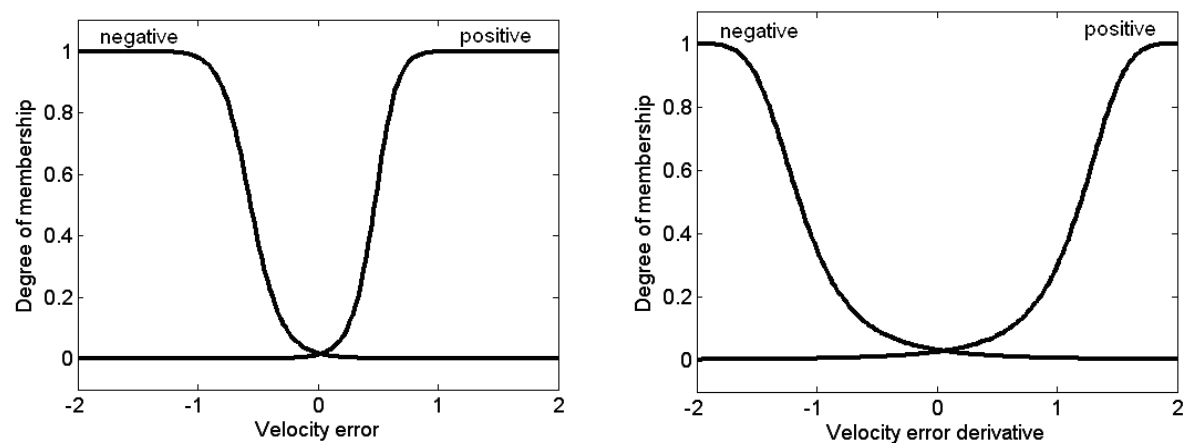 negative
positive
1
0.8
0.6
0.4
0.2
0
Degree of membership
-2
-1
0
1
2
Velocity error
negative
positive
1
0.8
0.6
0.4
0.2
0
Degree of membership
-2
-1
0
1
2
Velocity error derivative